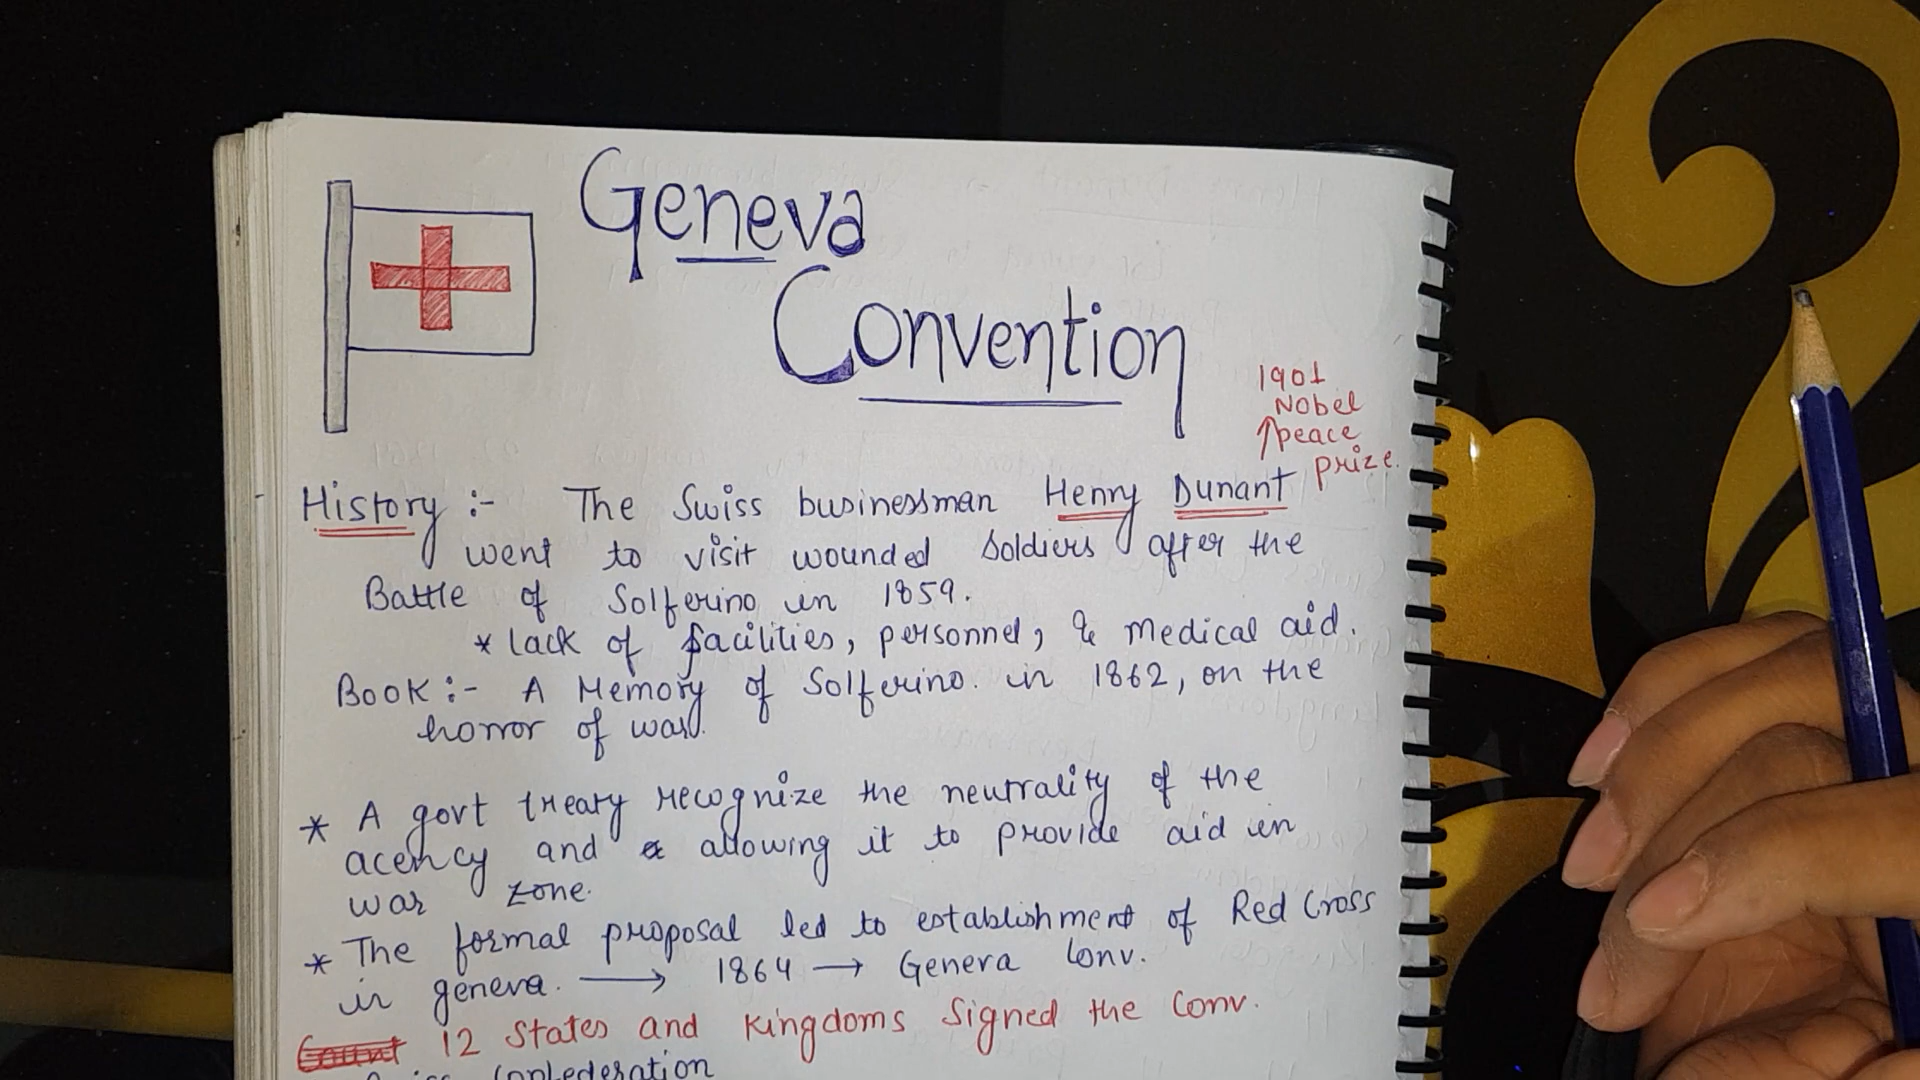 Geneva
Convention
1901
Nobel
peace
prize.
History :- The Swiss businessman Henry Dunant
went to visit wounded soldiers after the
Battle of Solferino in 1859.
* lack of facilities, personnel, & medical aid.
Book :- A Memory of Solferino. in 1862, on the
horror of war.
* A govt treaty recognize the neutrality of the
acency and allowing it to provide aid in
war zone.
* The formal proposal led to establishment of Red Cross
in geneva. → 1864 → Geneva Conv.
Count 12 States and Kingdoms Signed the Conv.
Confederation